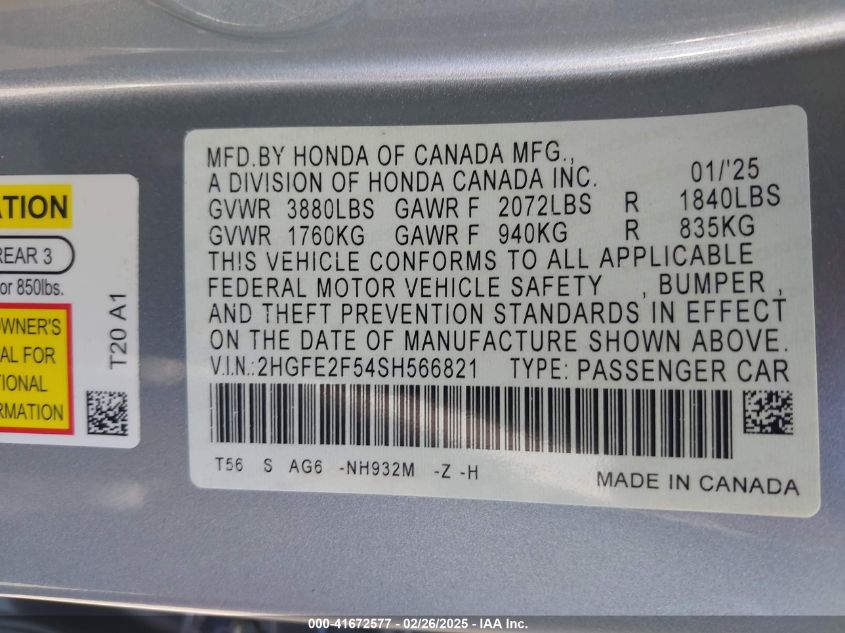 ATION
REAR 3
or 850lbs.
OWNER'S
AL FOR
TIONAL
RMATION
T20 A1
MFD.BY HONDA OF CANADA MFG.,
A DIVISION OF HONDA CANADA INC. 01/'25
GVWR 3880LBS GAWR F 2072LBS R 1840LBS
GVWR 1760KG GAWR F 940KG R 835KG
THIS VEHICLE CONFORMS TO ALL APPLICABLE
FEDERAL MOTOR VEHICLE SAFETY , BUMPER ,
AND THEFT PREVENTION STANDARDS IN EFFECT
ON THE DATE OF MANUFACTURE SHOWN ABOVE.
V.I.N.:2HGFE2F54SH566821 TYPE: PASSENGER CAR
T56 S AG6 -NH932M -Z -H
MADE IN CANADA
000-41672577 - 02/26/2025 - IAA Inc.